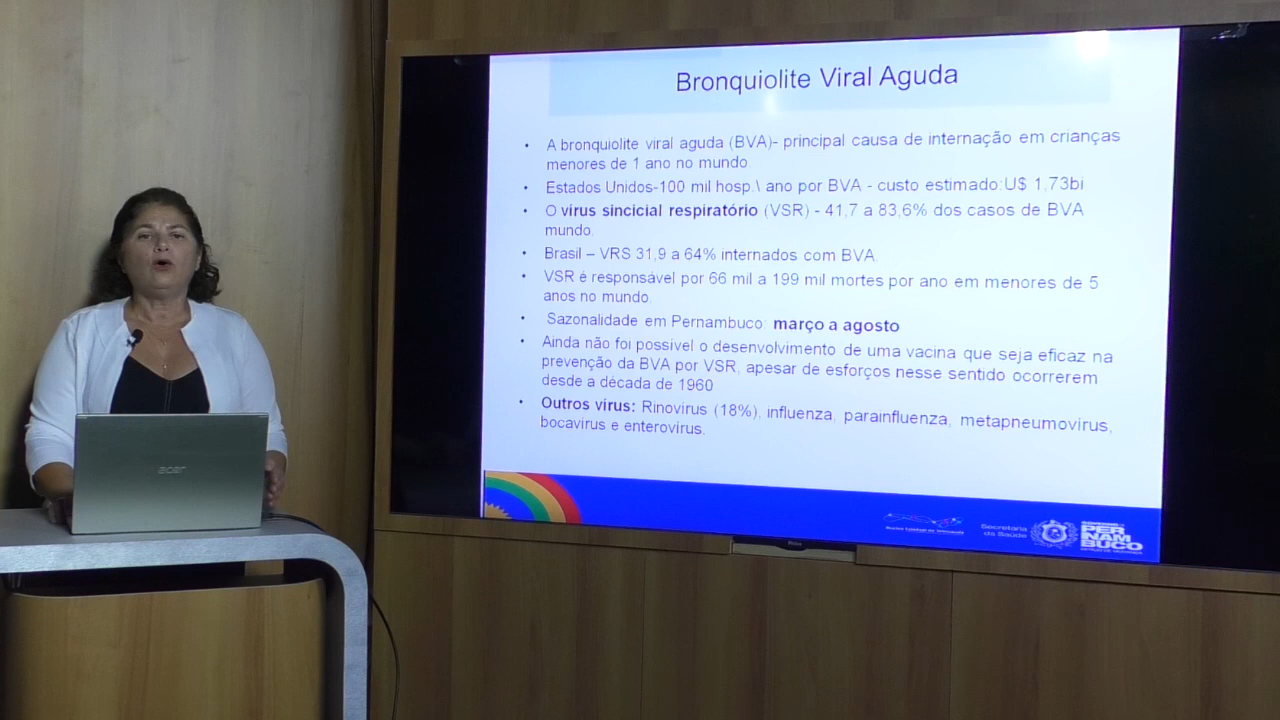 Bronquiolite Viral Aguda
• A bronquiolite viral aguda (BVA)- principal causa de internação em crianças
menores de 1 ano no mundo.
• Estados Unidos-100 mil hosp.\ ano por BVA - custo estimado:U$ 1,73bi
• O vírus sincicial respiratório (VSR) - 41,7 a 83,6% dos casos de BVA
mundo.
• Brasil – VRS 31,9 a 64% internados com BVA.
• VSR é responsável por 66 mil a 199 mil mortes por ano em menores de 5
anos no mundo.
• Sazonalidade em Pernambuco: março a agosto
• Ainda não foi possível o desenvolvimento de uma vacina que seja eficaz na
prevenção da BVA por VSR, apesar de esforços nesse sentido ocorrerem
desde a década de 1960
• Outros vírus: Rinovírus (18%), influenza, parainfluenza, metapneumovírus,
bocavírus e enterovírus.
Secretaria
da Saúde
PER
NAM
BUCO
acer